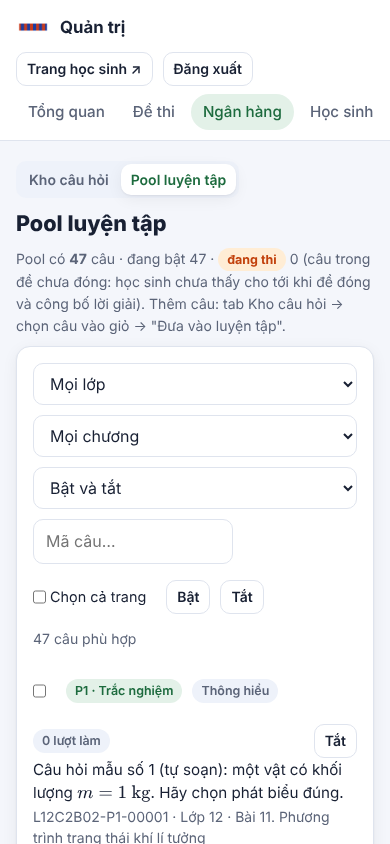 Quản trị
Trang học sinh ↗ Đăng xuất
Tổng quan Đề thi Ngân hàng Học sinh
Kho câu hỏi Pool luyện tập
Pool luyện tập
Pool có 47 câu · đang bật 47 · đang thi 0 (câu trong
đề chưa đóng: học sinh chưa thấy cho tới khi đề đóng
và công bố lời giải). Thêm câu: tab Kho câu hỏi →
chọn câu vào giỏ → "Đưa vào luyện tập".
Mọi lớp
Mọi chương
Bật và tắt
Mã câu...
Chọn cả trang Bật Tắt
47 câu phù hợp
P1 · Trắc nghiệm Thông hiểu
0 lượt làm Tắt
Câu hỏi mẫu số 1 (tự soạn): một vật có khối
lượng m = 1 kg. Hãy chọn phát biểu đúng.
L12C2B02-P1-00001 · Lớp 12 · Bài 11. Phương
trình trạng thái khí lí tưởng